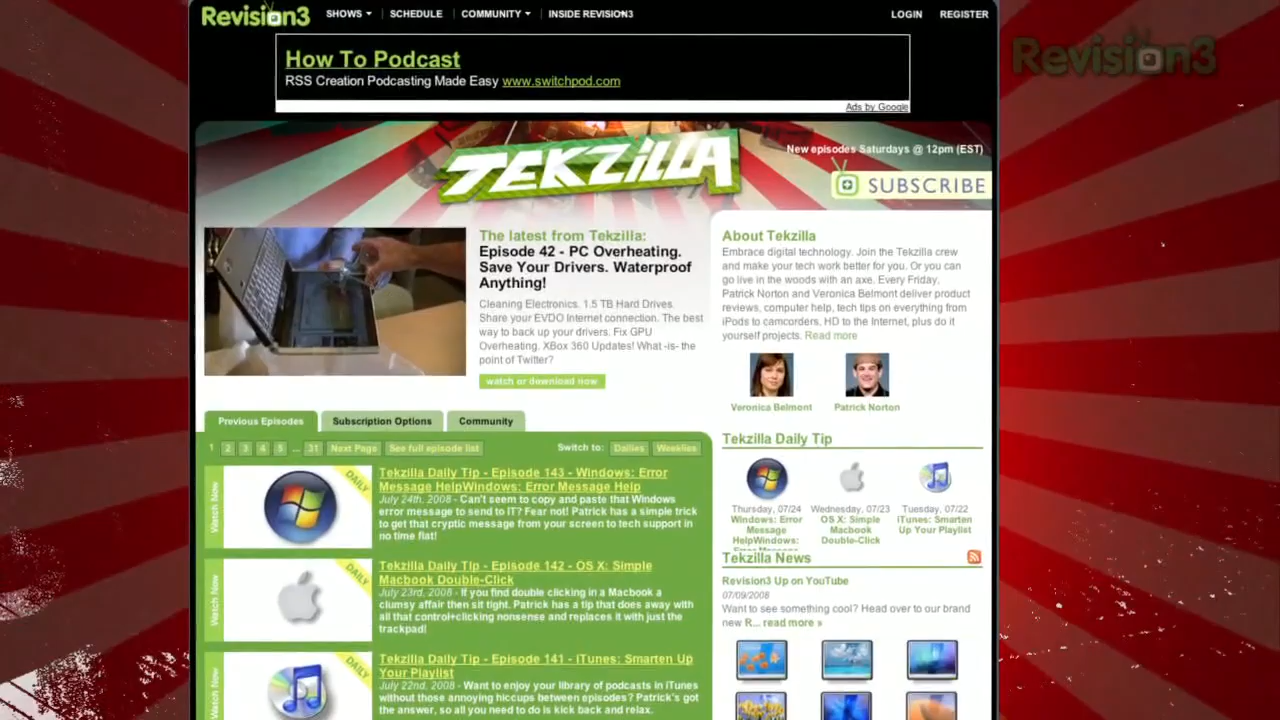 Revision3
SHOWS
SCHEDULE
COMMUNITY
INSIDE REVISION3
LOGIN
REGISTER
Revision3
How To Podcast
RSS Creation Podcasting Made Easy www.switchpod.com
Ads by Google
TEKZILLA
New episodes Saturdays @ 12pm (EST)
SUBSCRIBE
The latest from Tekzilla:
Episode 42 - PC Overheating.
Save Your Drivers. Waterproof
Anything!
Cleaning Electronics. 1.5 TB Hard Drives.
Share your EVDO Internet connection. The best
way to back up your drivers. Fix GPU
Overheating. XBox 360 Updates! What -is- the
point of Twitter?
watch or download now
About Tekzilla
Embrace digital technology. Join the Tekzilla crew
and make your tech work better for you. Or you can
go live in the woods with an axe. Every Friday,
Patrick Norton and Veronica Belmont deliver product
reviews, computer help, tech tips on everything from
iPods to camcorders, HD to the Internet, plus do it
yourself projects. Read more
Veronica Belmont
Patrick Norton
Previous Episodes
Subscription Options
Community
1 2 3 4 5 ... 31 Next Page See full episode list
Switch to: Dailies Weeklies
Watch Now
DAILY
Tekzilla Daily Tip - Episode 143 - Windows: Error
Message HelpWindows: Error Message Help
July 24th, 2008 - Can't seem to copy and paste that Windows
error message to send to IT? Fear not! Patrick has a simple trick
to get that cryptic message from your screen to tech support in
no time flat!
Watch Now
DAILY
Tekzilla Daily Tip - Episode 142 - OS X: Simple
Macbook Double-Click
July 23rd, 2008 - If you find double clicking in a Macbook a
clumsy affair then sit tight. Patrick has a tip that does away with
all that control+clicking nonsense and replaces it with just the
trackpad!
Watch Now
DAILY
Tekzilla Daily Tip - Episode 141 - iTunes: Smarten Up
Your Playlist
July 22nd, 2008 - Want to enjoy your library of podcasts in iTunes
without those annoying hiccups between episodes? Patrick's got
the answer, so all you need to do is kick back and relax.
Tekzilla Daily Tip
Thursday, 07/24
Windows: Error
Message
HelpWindows:
Error Message
Wednesday, 07/23
OS X: Simple
Macbook
Double-Click
Tuesday, 07/22
iTunes: Smarten
Up Your Playlist
Tekzilla News
Revision3 Up on YouTube
07/09/2008
Want to see something cool? Head over to our brand
new R... read more »